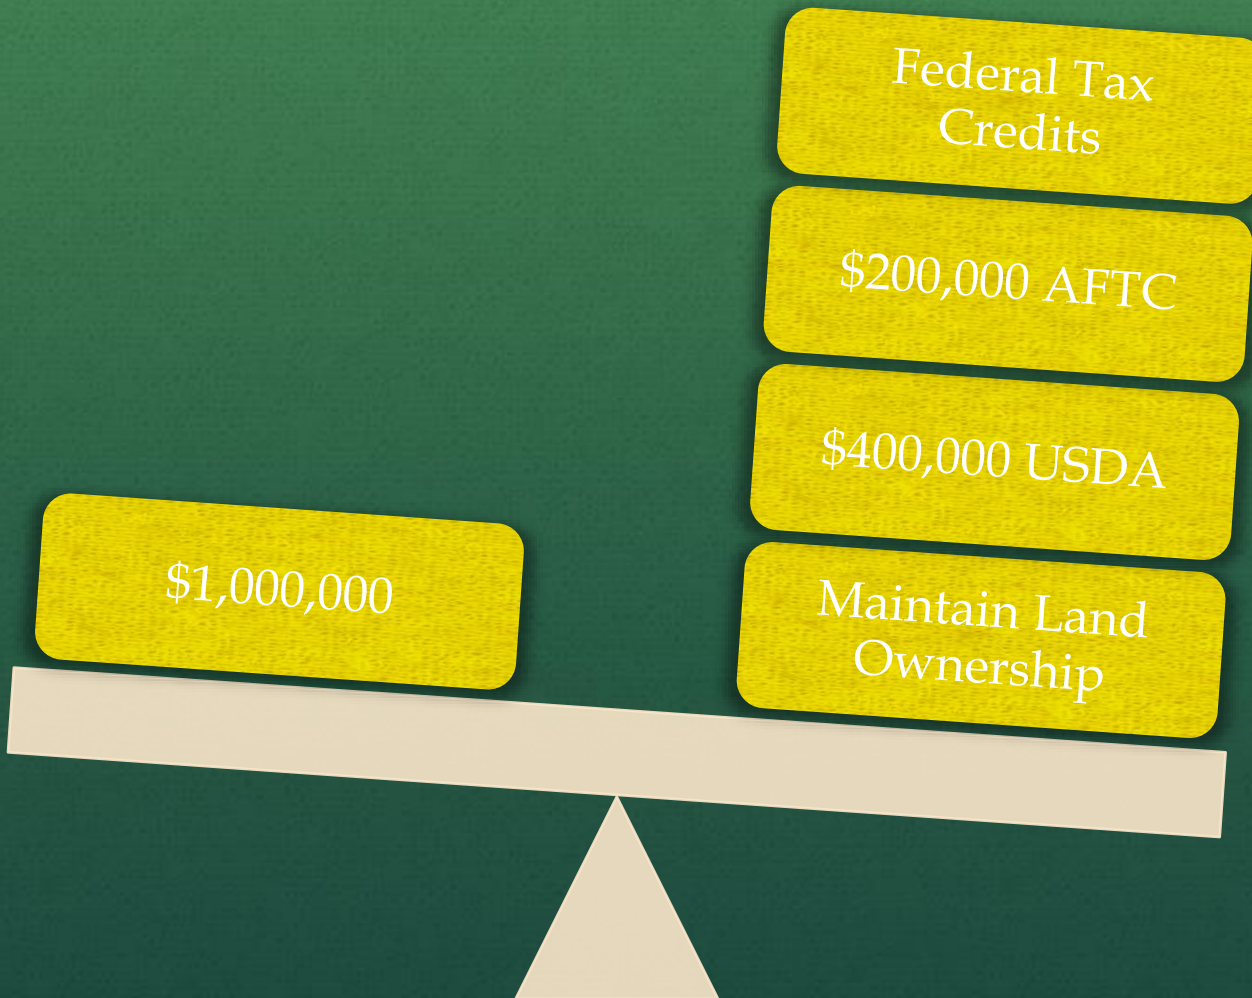 Federal Tax
Credits
$200,000 AFTC
$400,000 USDA
$1,000,000
Maintain Land
Ownership